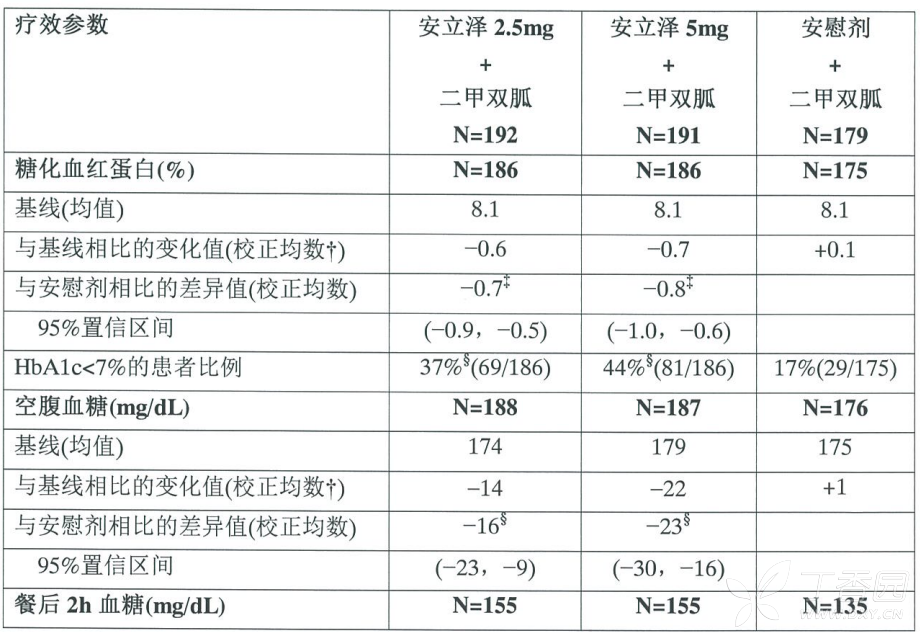 疗效参数 安立泽 2.5mg 安立泽 5mg 安慰剂
+ + +
二甲双胍 二甲双胍 二甲双胍
N=192 N=191 N=179
糖化血红蛋白(%) N=186 N=186 N=175
基线(均值) 8.1 8.1 8.1
与基线相比的变化值(校正均数†) −0.6 −0.7 +0.1
与安慰剂相比的差异值(校正均数) −0.7‡ −0.8‡
95%置信区间 (−0.9，−0.5) (−1.0，−0.6)
HbA1c<7%的患者比例 37%§(69/186) 44%§(81/186) 17%(29/175)
空腹血糖(mg/dL) N=188 N=187 N=176
基线(均值) 174 179 175
与基线相比的变化值(校正均数†) −14 −22 +1
与安慰剂相比的差异值(校正均数) −16§ −23§
95%置信区间 (−23，−9) (−30，−16)
餐后 2h 血糖(mg/dL) N=155 N=155 N=135
丁香园